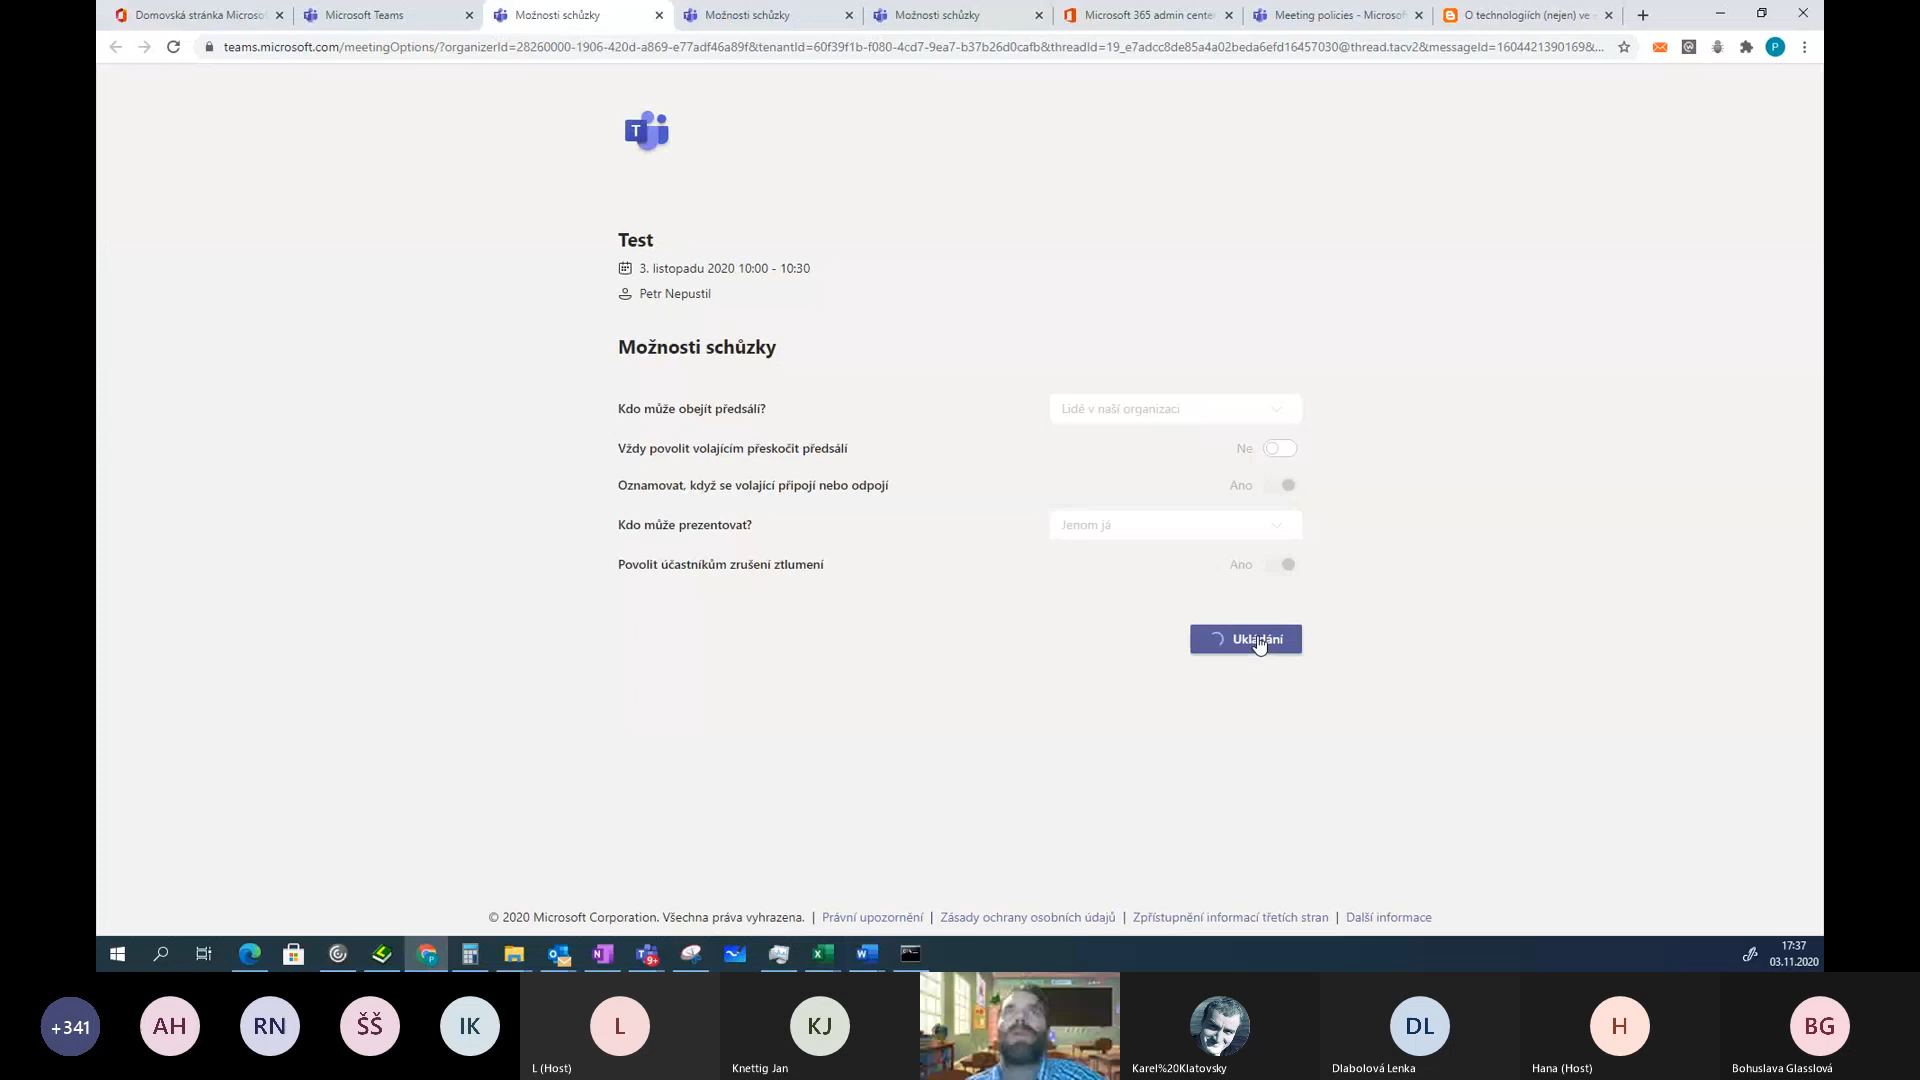 Domovská stránka Microso
Microsoft Teams
Možnosti schůzky
Možnosti schůzky
Možnosti schůzky
Microsoft 365 admin cente
Meeting policies - Microsof
O technologiích (nejen) ve
teams.microsoft.com/meetingOptions/?organizerId=28260000-1906-420d-a869-e77adf46a89f&tenantId=60f39f1b-f080-4cd7-9ea7-b37b26d0cafb&threadId=19_e7adcc8de85a4a02beda6efd16457030@thread.tacv2&messageId=1604421390169&...
P
T
Test
3. listopadu 2020 10:00 - 10:30
Petr Nepustil
Možnosti schůzky
Kdo může obejít předsálí?
Lidé v naší organizaci
Vždy povolit volajícím přeskočit předsálí
Ne
Oznamovat, když se volající připojí nebo odpojí
Ano
Kdo může prezentovat?
Jenom já
Povolit účastníkům zrušení ztlumení
Ano
Ukládání
© 2020 Microsoft Corporation. Všechna práva vyhrazena. | Právní upozornění | Zásady ochrany osobních údajů | Zpřístupnění informací třetích stran | Další informace
17:37
03.11.2020
+341
AH
RN
ŠŠ
IK
L
L (Host)
KJ
Knettig Jan
Karel%20Klatovsky
DL
Dlabolová Lenka
H
Hana (Host)
BG
Bohuslava Glasslová